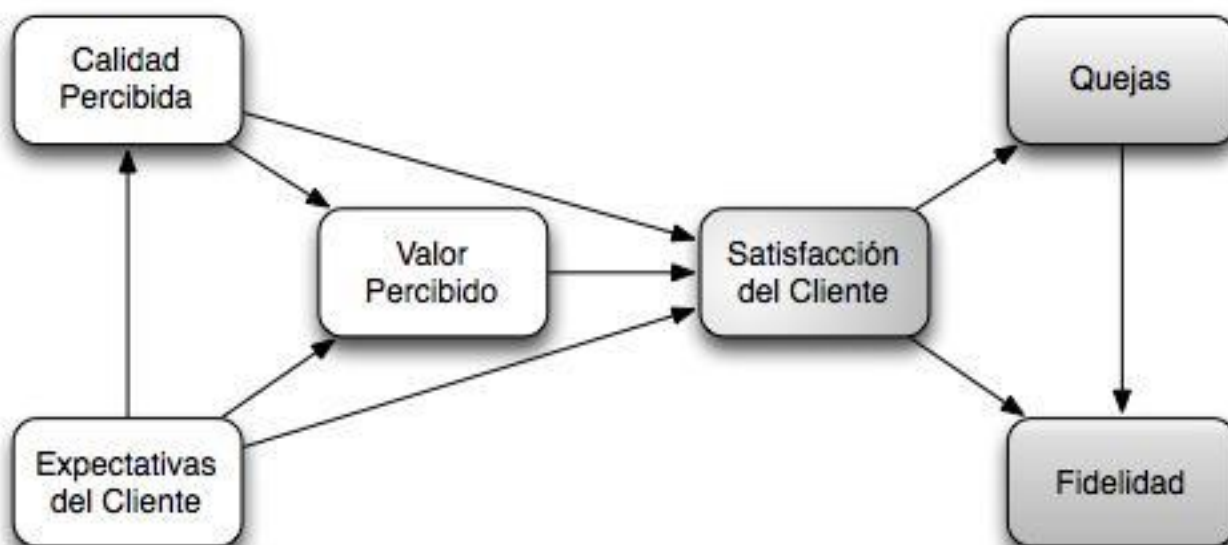 Calidad
Percibida
Quejas
Valor
Percibido
Satisfacción
del Cliente
Expectativas
del Cliente
Fidelidad